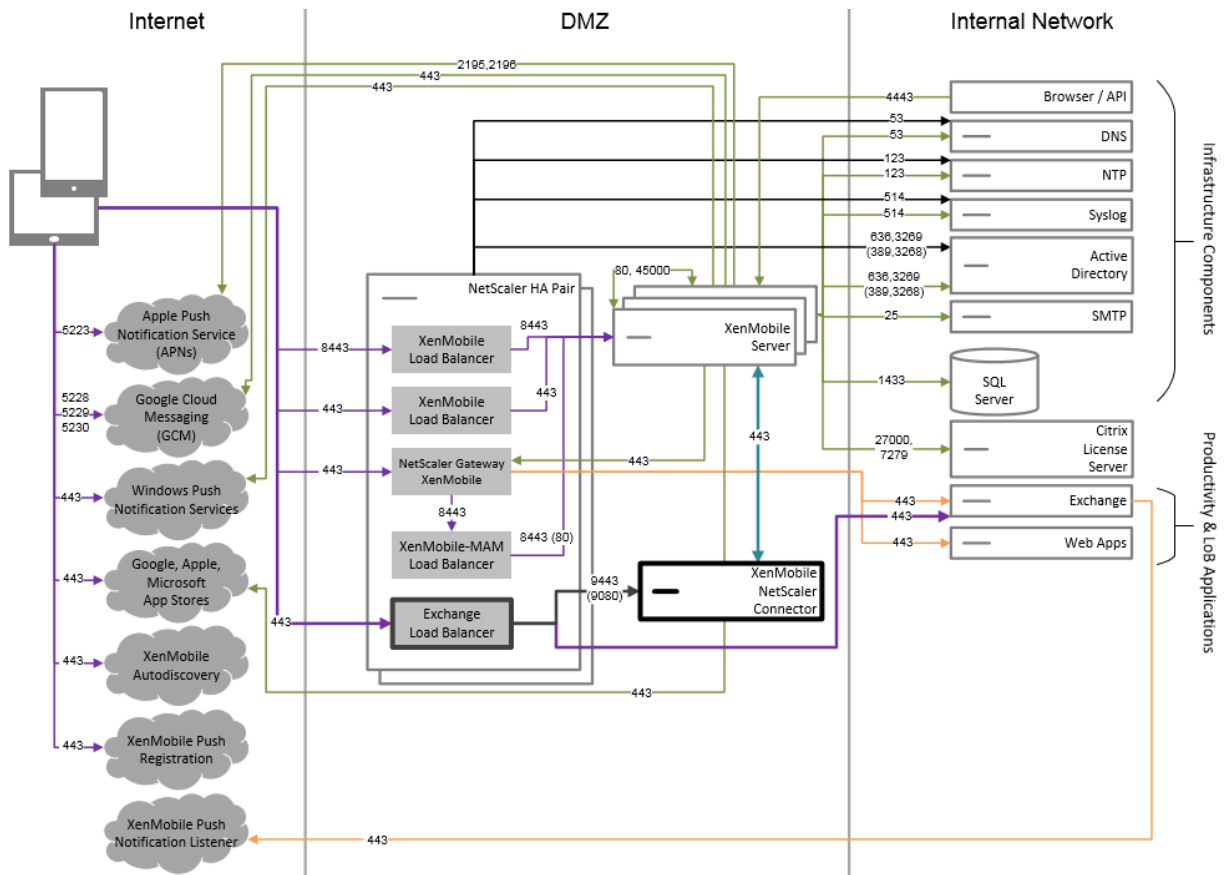 Internet
DMZ
Internal Network
2195,2196
443
443
4443
Browser / API
53
53
DNS
123
123
NTP
514
514
Syslog
636,3269
(389,3268)
636,3269
(389,3268)
Active
Directory
25
SMTP
1433
SQL
Server
27000,
7279
Citrix
License
Server
443
Exchange
443
443
Web Apps
Infrastructure Components
Productivity & LoB Applications
5223
Apple Push
Notification Service
(APNs)
5228
5229
5230
Google Cloud
Messaging
(GCM)
443
Windows Push
Notification Services
443
Google, Apple,
Microsoft
App Stores
443
XenMobile
Autodiscovery
443
XenMobile Push
Registration
XenMobile Push
Notification Listener
443
NetScaler HA Pair
8443
XenMobile
Load Balancer
8443
443
XenMobile
Load Balancer
443
443
NetScaler Gateway
XenMobile
443
8443
XenMobile-MAM
Load Balancer
8443 (80)
443
Exchange
Load Balancer
9443
(9080)
80, 45000
XenMobile
Server
443
XenMobile
NetScaler
Connector
443